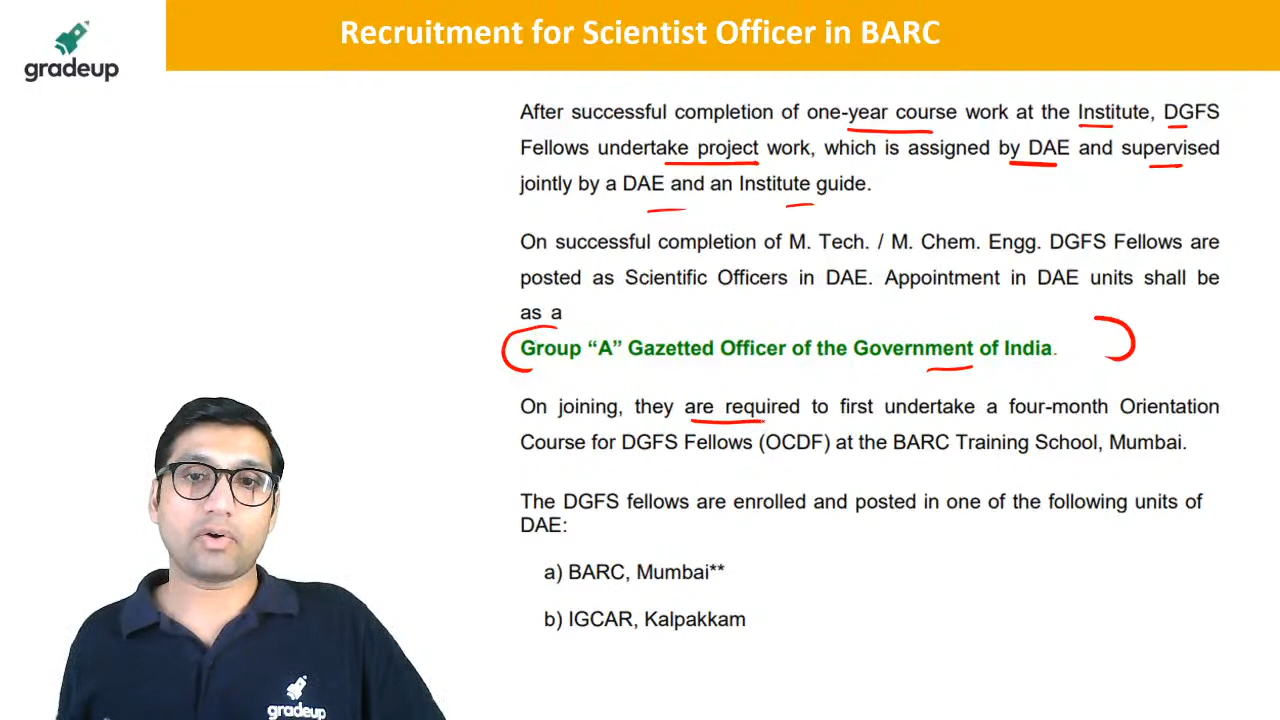 Recruitment for Scientist Officer in BARC
gradeup
After successful completion of one-year course work at the Institute, DGFS
Fellows undertake project work, which is assigned by DAE and supervised
jointly by a DAE and an Institute guide.
On successful completion of M. Tech. / M. Chem. Engg. DGFS Fellows are
posted as Scientific Officers in DAE. Appointment in DAE units shall be
as a
Group “A” Gazetted Officer of the Government of India.
On joining, they are required to first undertake a four-month Orientation
Course for DGFS Fellows (OCDF) at the BARC Training School, Mumbai.
The DGFS fellows are enrolled and posted in one of the following units of
DAE:
a) BARC, Mumbai**
b) IGCAR, Kalpakkam
gradeup